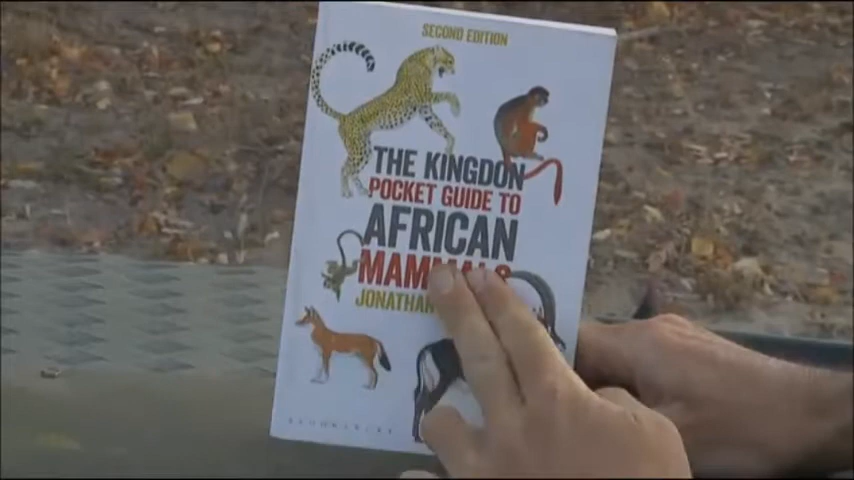 SECOND EDITION
THE KINGDON
POCKET GUIDE TO
AFRICAN
MAMMALS
JONATHAN
BLOOMSBURY